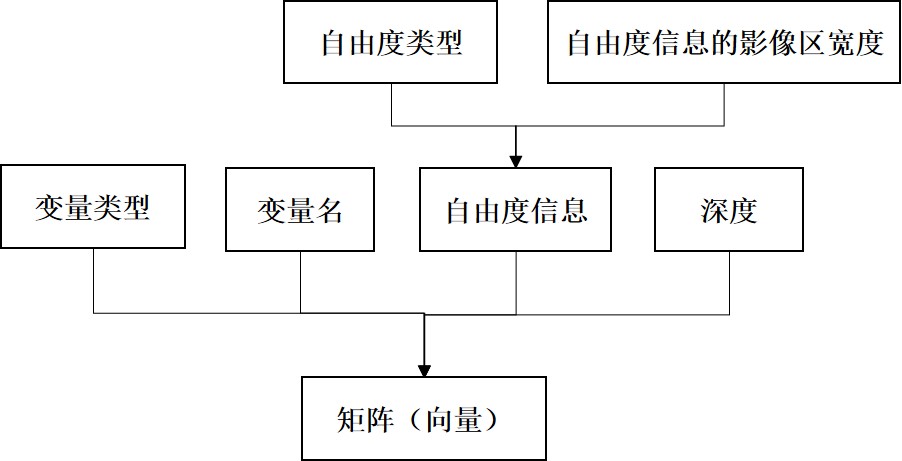 自由度类型
自由度信息的影像区宽度
变量类型
变量名
自由度信息
深度
矩阵（向量）